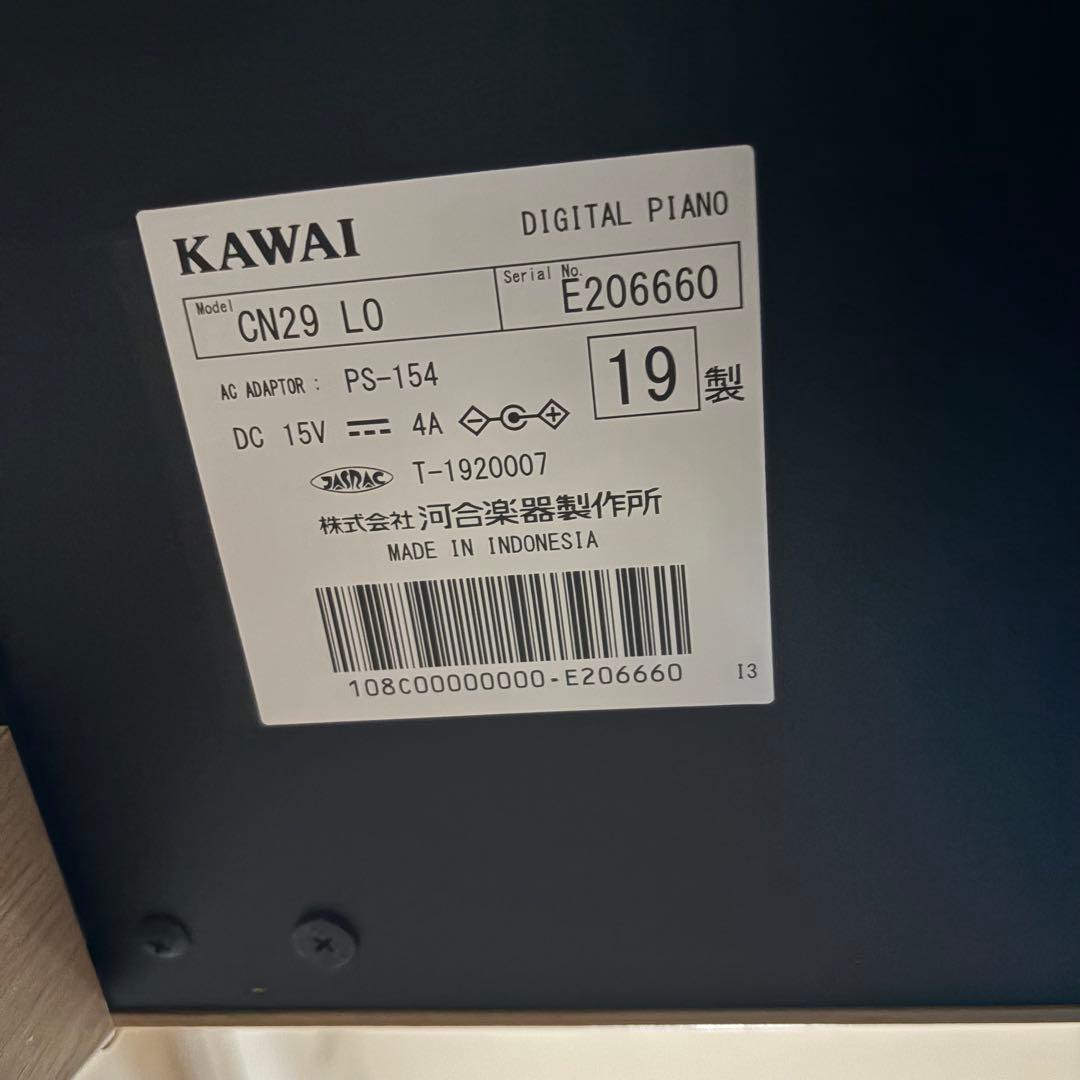 KAWAI DIGITAL PIANO
Model CN29 LO Serial No. E206660
AC ADAPTOR : PS-154
19 製
DC 15V 4A
JASRAC T-1920007
株式会社 河合楽器製作所
MADE IN INDONESIA
108C00000000-E206660
I3